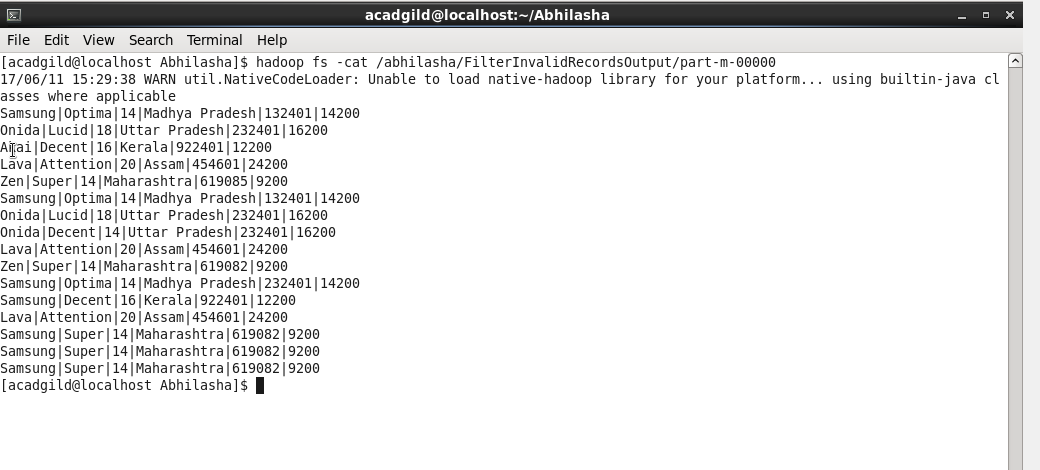 acadgild@localhost:~/Abhilasha
File Edit View Search Terminal Help
[acadgild@localhost Abhilasha]$ hadoop fs -cat /abhilasha/FilterInvalidRecordsOutput/part-m-00000
17/06/11 15:29:38 WARN util.NativeCodeLoader: Unable to load native-hadoop library for your platform... using builtin-java cl
asses where applicable
Samsung|Optima|14|Madhya Pradesh|132401|14200
Onida|Lucid|18|Uttar Pradesh|232401|16200
Akai|Decent|16|Kerala|922401|12200
Lava|Attention|20|Assam|454601|24200
Zen|Super|14|Maharashtra|619085|9200
Samsung|Optima|14|Madhya Pradesh|132401|14200
Onida|Lucid|18|Uttar Pradesh|232401|16200
Onida|Decent|14|Uttar Pradesh|232401|16200
Lava|Attention|20|Assam|454601|24200
Zen|Super|14|Maharashtra|619082|9200
Samsung|Optima|14|Madhya Pradesh|232401|14200
Samsung|Decent|16|Kerala|922401|12200
Lava|Attention|20|Assam|454601|24200
Samsung|Super|14|Maharashtra|619082|9200
Samsung|Super|14|Maharashtra|619082|9200
Samsung|Super|14|Maharashtra|619082|9200
[acadgild@localhost Abhilasha]$